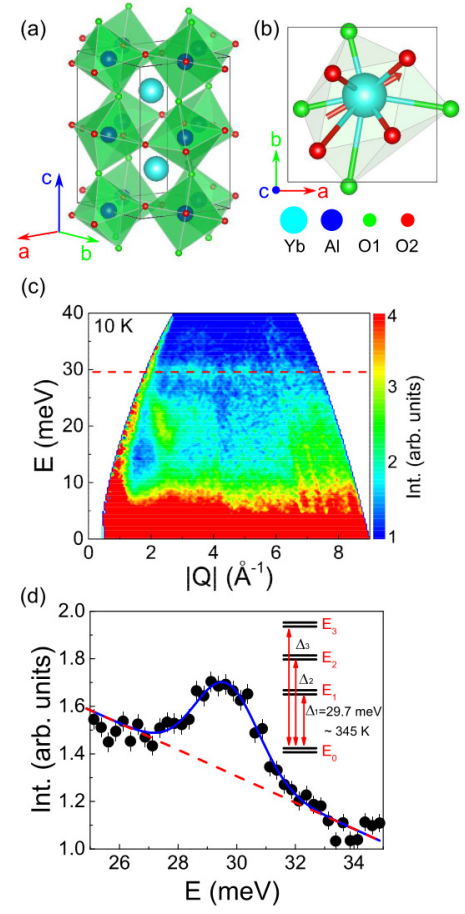 (a)
c
a
b
(b)
b
c
a
Yb
Al
O1
O2
(c)
10 K
40
30
20
10
0
E (meV)
2
4
6
8
|Q| (Å⁻¹)
4
3
2
1
Int. (arb. units)
(d)
2.0
1.8
1.6
1.4
1.2
1.0
Int. (arb. units)
E₃
Δ₃
E₂
Δ₂
E₁
Δ₁=29.7 meV
~ 345 K
E₀
26
28
30
32
34
E (meV)